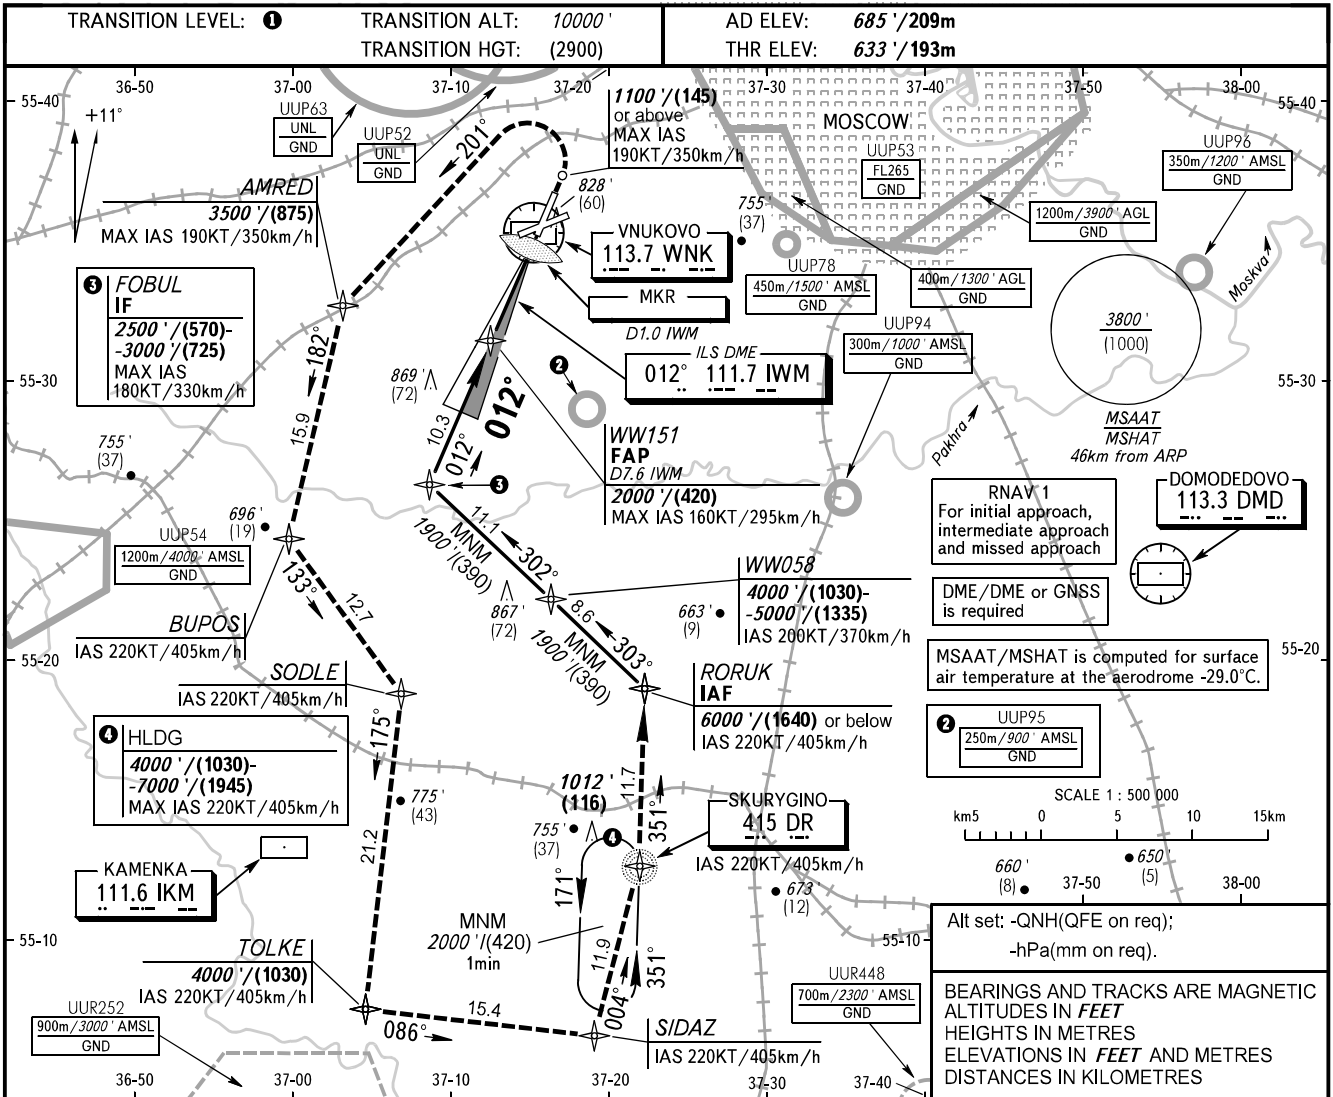 TRANSITION LEVEL: ❶
TRANSITION ALT: 10000 '
TRANSITION HGT: (2900)
AD ELEV: 685 '/209m
THR ELEV: 633 '/193m
36-50
37-00
37-10
37-20
37-30
37-40
37-50
38-00
55-40
55-40
+11°
UUP63
UNL
GND
UUP52
UNL
GND
201°
1100 '/(145)
or above
MAX IAS
190KT/350km/h
MOSCOW
UUP53
FL265
GND
UUP96
350m/1200 ' AMSL
GND
1200m/3900 ' AGL
GND
AMRED
3500 '/(875)
MAX IAS 190KT/350km/h
828 '
(60)
755 '
(37)
VNUKOVO
113.7 WNK
MKR
D1.0 IWM
UUP78
450m/1500 ' AMSL
GND
400m/1300 ' AGL
GND
Moskva
❸ FOBUL
IF
2500 '/(570)-
-3000 '/(725)
MAX IAS
180KT/330km/h
182°
15.9
ILS DME
012° 111.7 IWM
UUP94
300m/1000 ' AMSL
GND
3800 '
(1000)
MSAAT
MSHAT
46km from ARP
55-30
55-30
869 '
(72)
❷
012°
10.3
012°
WW151
FAP
D7.6 IWM
2000 '/(420)
MAX IAS 160KT/295km/h
Pakhra
755 '
(37)
❸
DOMODEDOVO
113.3 DMD
RNAV 1
For initial approach,
intermediate approach
and missed approach
696 '
(19)
UUP54
1200m/4000 ' AMSL
GND
11.1
MNM
1900 '/(390)
302°
WW058
4000 '/(1030)-
-5000 '/(1335)
IAS 200KT/370km/h
DME/DME or GNSS
is required
133°
12.7
867 '
(72)
8.6
MNM
1900 '/(390)
303°
663 '
(9)
BUPOS
IAS 220KT/405km/h
55-20
55-20
MSAAT/MSHAT is computed for surface
air temperature at the aerodrome -29.0°C.
SODLE
IAS 220KT/405km/h
RORUK
IAF
6000 '/(1640) or below
IAS 220KT/405km/h
❷ UUP95
250m/900 ' AMSL
GND
❹ HLDG
4000 '/(1030)-
-7000 '/(1945)
MAX IAS 220KT/405km/h
175°
775 '
(43)
1012 '
(116)
11.7
351°
755 '
(37)
❹
SKURYGINO
415 DR
IAS 220KT/405km/h
SCALE 1 : 500 000
km5 0 5 10 15km
21.2
KAMENKA
111.6 IKM
171°
673 '
(12)
660 '
(8)
650 '
(5)
37-50
38-00
MNM
2000 '/(420)
1min
11.9
004°
351°
55-10
55-10
Alt set: -QNH(QFE on req);
-hPa(mm on req).
TOLKE
4000 '/(1030)
IAS 220KT/405km/h
15.4
086°
SIDAZ
IAS 220KT/405km/h
UUR448
700m/2300 ' AMSL
GND
UUR252
900m/3000 ' AMSL
GND
BEARINGS AND TRACKS ARE MAGNETIC
ALTITUDES IN FEET
HEIGHTS IN METRES
ELEVATIONS IN FEET AND METRES
DISTANCES IN KILOMETRES
36-50
37-00
37-10
37-20
37-30
37-40